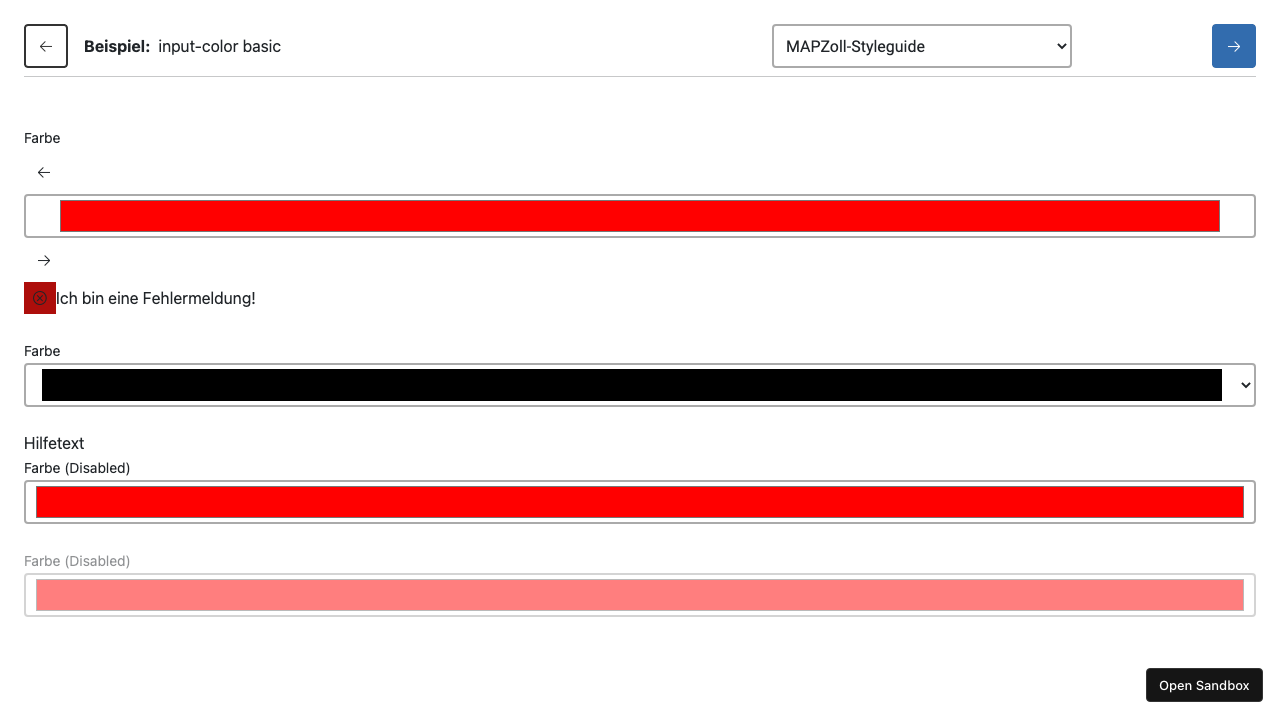 Beispiel: input-color basic
MAPZoll-Styleguide
Farbe
Ich bin eine Fehlermeldung!
Farbe
Hilfetext
Farbe (Disabled)
Farbe (Disabled)
Open Sandbox